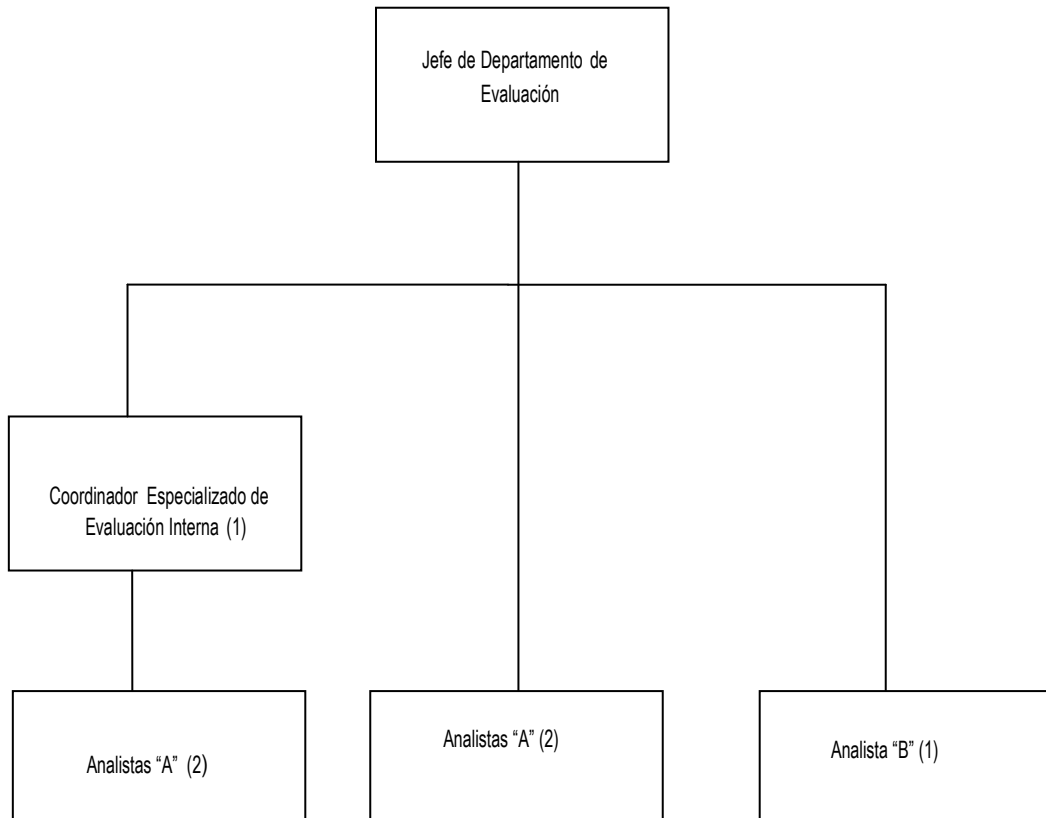 Jefe de Departamento de
Evaluación
Coordinador Especializado de
Evaluación Interna (1)
Analistas “A” (2)
Analistas “A” (2)
Analista “B” (1)